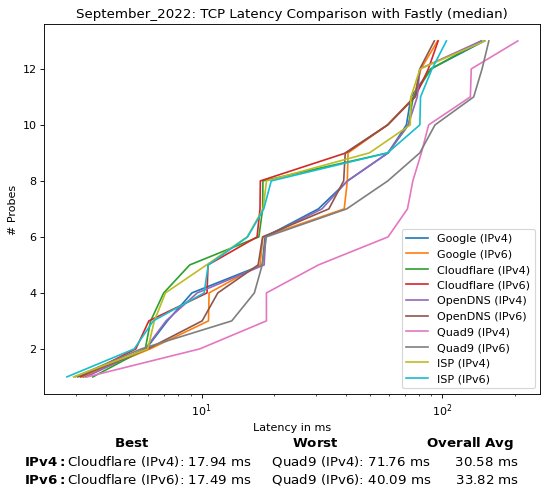 September_2022: TCP Latency Comparison with Fastly (median)
12
10
8
6
4
2
# Probes
Google (IPv4)
Google (IPv6)
Cloudflare (IPv4)
Cloudflare (IPv6)
OpenDNS (IPv4)
OpenDNS (IPv6)
Quad9 (IPv4)
Quad9 (IPv6)
ISP (IPv4)
ISP (IPv6)
10¹ 10²
Latency in ms
Best Worst Overall Avg
IPv4: Cloudflare (IPv4): 17.94 ms Quad9 (IPv4): 71.76 ms 30.58 ms
IPv6: Cloudflare (IPv6): 17.49 ms Quad9 (IPv6): 40.09 ms 33.82 ms